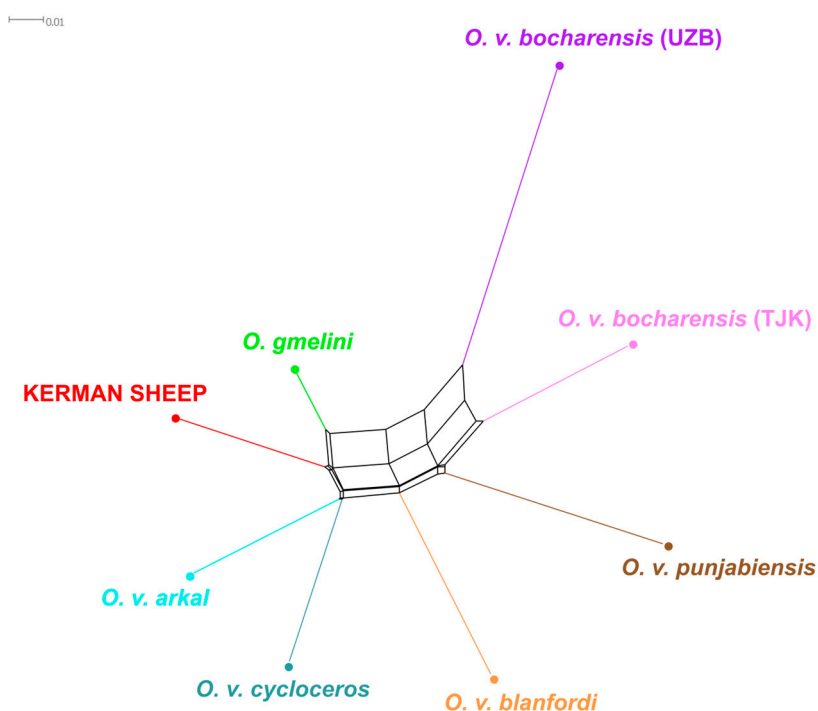 0.01
O. v. bocharensis (UZB)
O. v. bocharensis (TJK)
O. gmelini
KERMAN SHEEP
O. v. punjabiensis
O. v. arkal
O. v. cycloceros
O. v. blanfordi